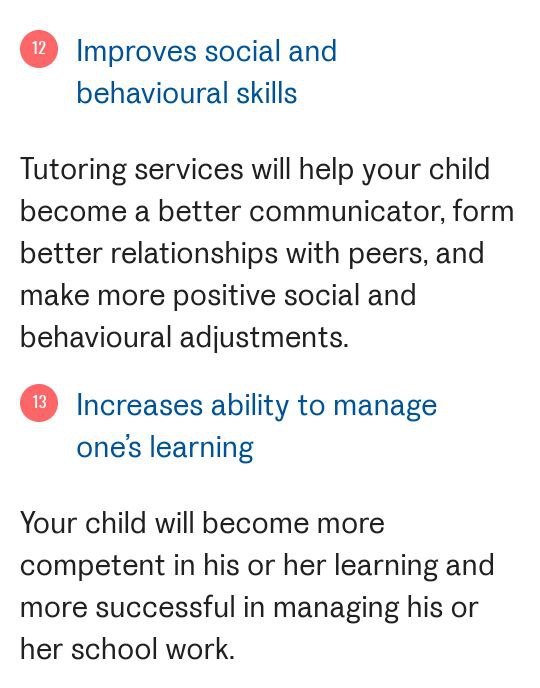 12 Improves social and
behavioural skills
Tutoring services will help your child
become a better communicator, form
better relationships with peers, and
make more positive social and
behavioural adjustments.
13 Increases ability to manage
one's learning
Your child will become more
competent in his or her learning and
more successful in managing his or
her school work.